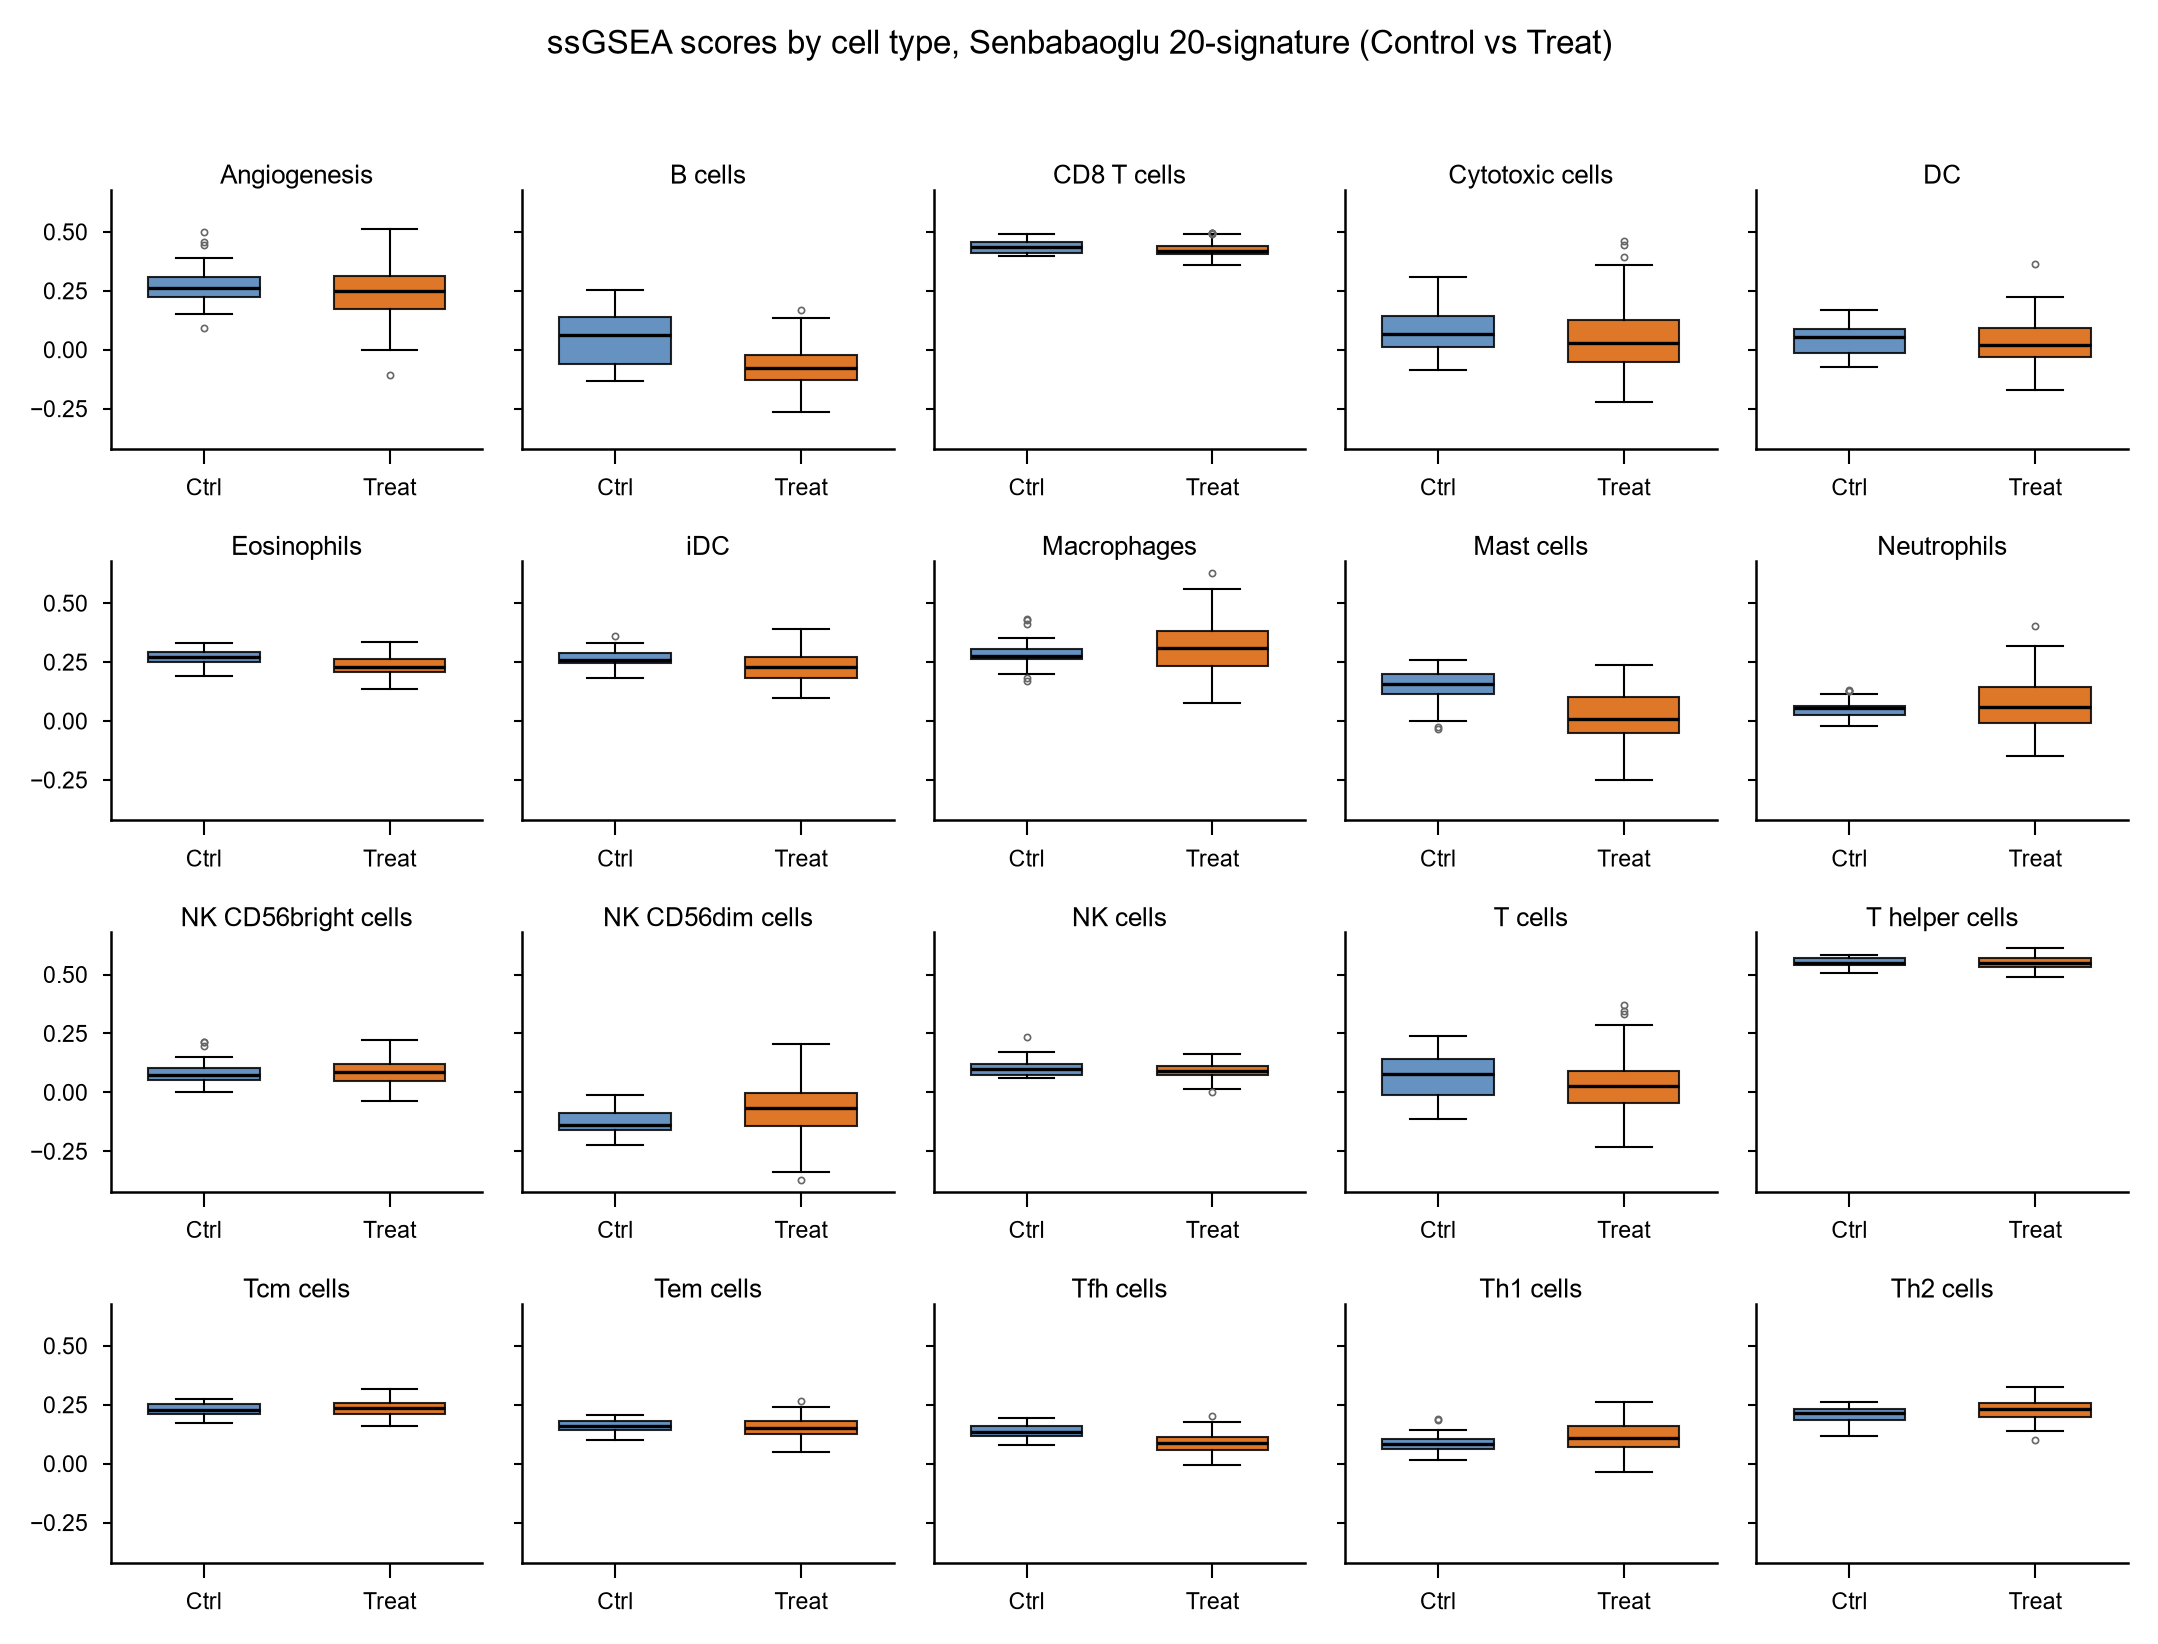 ssGSEA scores by cell type, Senbabaoglu 20-signature (Control vs Treat)
Angiogenesis
0.50
0.25
0.00
−0.25
Ctrl Treat
B cells
Ctrl Treat
CD8 T cells
Ctrl Treat
Cytotoxic cells
Ctrl Treat
DC
Ctrl Treat
Eosinophils
0.50
0.25
0.00
−0.25
Ctrl Treat
iDC
Ctrl Treat
Macrophages
Ctrl Treat
Mast cells
Ctrl Treat
Neutrophils
Ctrl Treat
NK CD56bright cells
0.50
0.25
0.00
−0.25
Ctrl Treat
NK CD56dim cells
Ctrl Treat
NK cells
Ctrl Treat
T cells
Ctrl Treat
T helper cells
Ctrl Treat
Tcm cells
0.50
0.25
0.00
−0.25
Ctrl Treat
Tem cells
Ctrl Treat
Tfh cells
Ctrl Treat
Th1 cells
Ctrl Treat
Th2 cells
Ctrl Treat